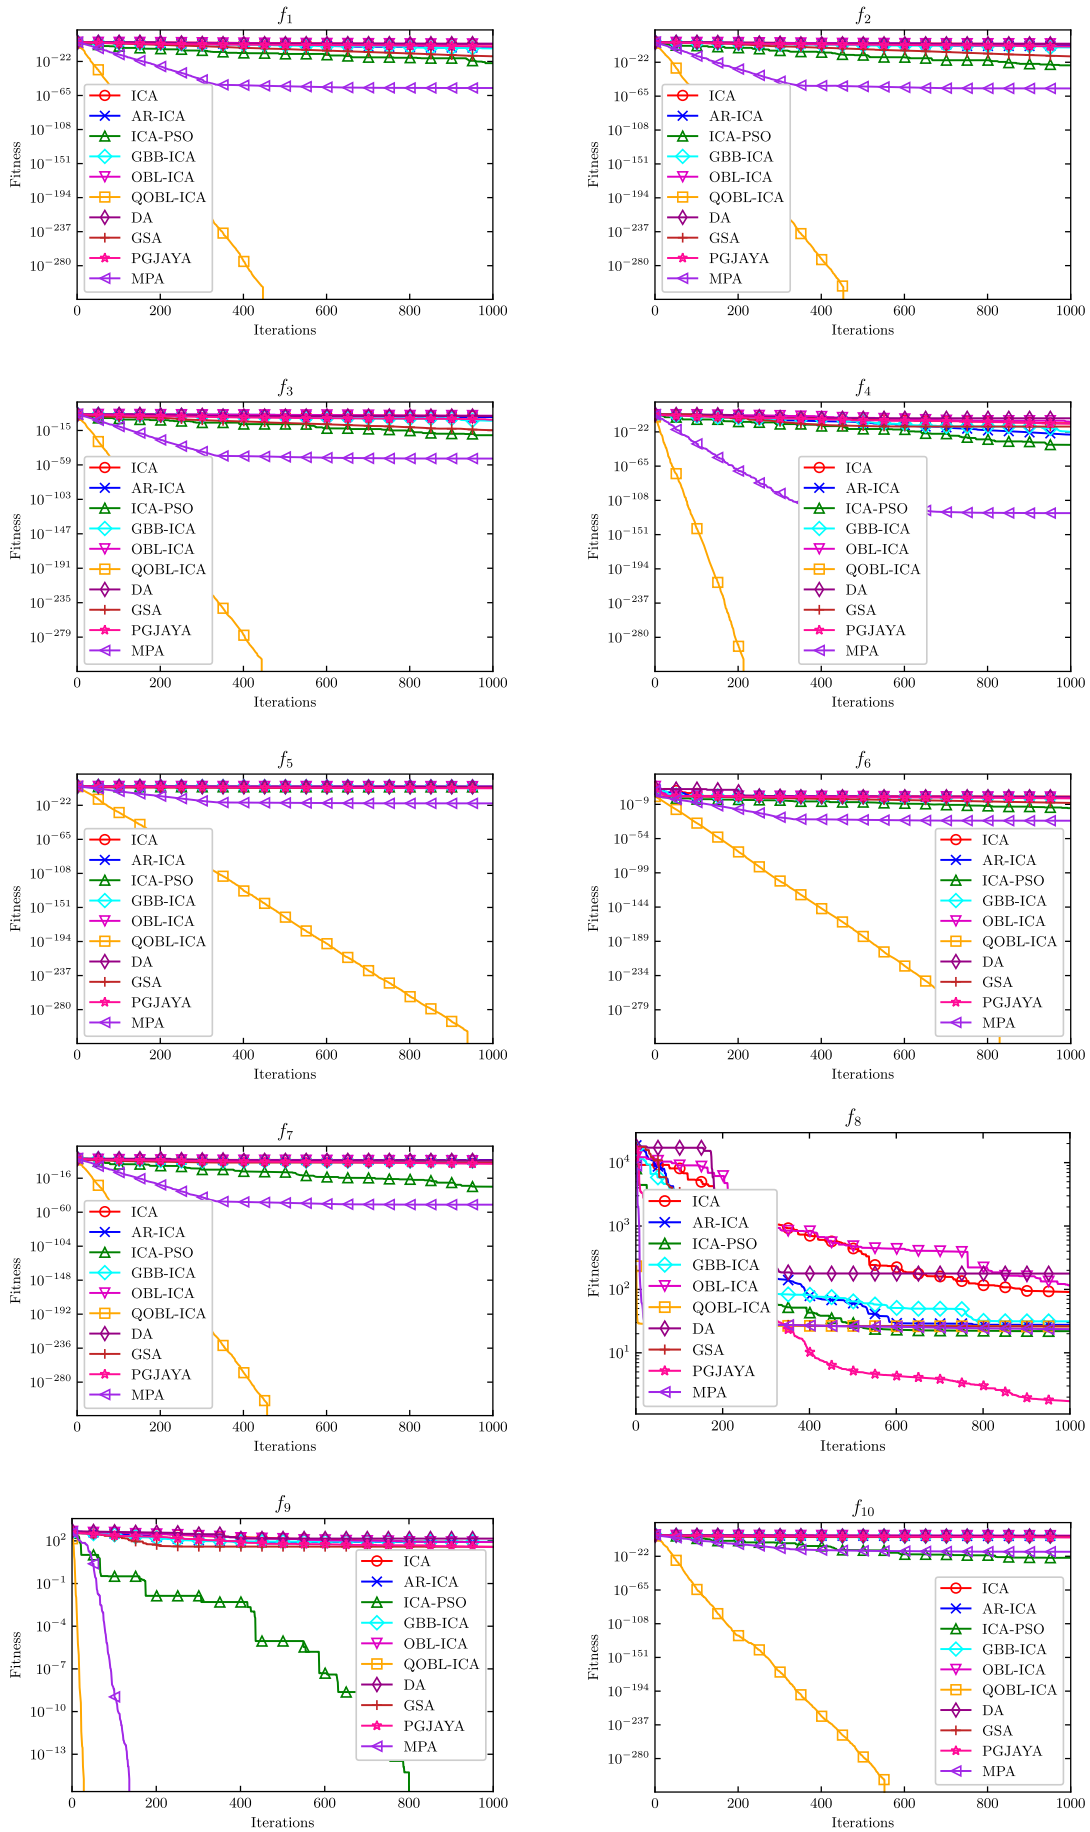 f₁
10⁻²²
10⁻⁶⁵
10⁻¹⁰⁸
10⁻¹⁵¹
10⁻¹⁹⁴
10⁻²³⁷
10⁻²⁸⁰
Fitness
ICA
AR-ICA
ICA-PSO
GBB-ICA
OBL-ICA
QOBL-ICA
DA
GSA
PGJAYA
MPA
0 200 400 600 800 1000
Iterations
f₂
10⁻²²
10⁻⁶⁵
10⁻¹⁰⁸
10⁻¹⁵¹
10⁻¹⁹⁴
10⁻²³⁷
10⁻²⁸⁰
Fitness
ICA
AR-ICA
ICA-PSO
GBB-ICA
OBL-ICA
QOBL-ICA
DA
GSA
PGJAYA
MPA
0 200 400 600 800 1000
Iterations
f₃
10⁻¹⁵
10⁻⁵⁹
10⁻¹⁰³
10⁻¹⁴⁷
10⁻¹⁹¹
10⁻²³⁵
10⁻²⁷⁹
Fitness
ICA
AR-ICA
ICA-PSO
GBB-ICA
OBL-ICA
QOBL-ICA
DA
GSA
PGJAYA
MPA
0 200 400 600 800 1000
Iterations
f₄
10⁻²²
10⁻⁶⁵
10⁻¹⁰⁸
10⁻¹⁵¹
10⁻¹⁹⁴
10⁻²³⁷
10⁻²⁸⁰
Fitness
ICA
AR-ICA
ICA-PSO
GBB-ICA
OBL-ICA
QOBL-ICA
DA
GSA
PGJAYA
MPA
0 200 400 600 800 1000
Iterations
f₅
10⁻²²
10⁻⁶⁵
10⁻¹⁰⁸
10⁻¹⁵¹
10⁻¹⁹⁴
10⁻²³⁷
10⁻²⁸⁰
Fitness
ICA
AR-ICA
ICA-PSO
GBB-ICA
OBL-ICA
QOBL-ICA
DA
GSA
PGJAYA
MPA
0 200 400 600 800 1000
Iterations
f₆
10⁻⁹
10⁻⁵⁴
10⁻⁹⁹
10⁻¹⁴⁴
10⁻¹⁸⁹
10⁻²³⁴
10⁻²⁷⁹
Fitness
ICA
AR-ICA
ICA-PSO
GBB-ICA
OBL-ICA
QOBL-ICA
DA
GSA
PGJAYA
MPA
0 200 400 600 800 1000
Iterations
f₇
10⁻¹⁶
10⁻⁶⁰
10⁻¹⁰⁴
10⁻¹⁴⁸
10⁻¹⁹²
10⁻²³⁶
10⁻²⁸⁰
Fitness
ICA
AR-ICA
ICA-PSO
GBB-ICA
OBL-ICA
QOBL-ICA
DA
GSA
PGJAYA
MPA
0 200 400 600 800 1000
Iterations
f₈
10⁴
10³
10²
10¹
Fitness
ICA
AR-ICA
ICA-PSO
GBB-ICA
OBL-ICA
QOBL-ICA
DA
GSA
PGJAYA
MPA
0 200 400 600 800 1000
Iterations
f₉
10²
10⁻¹
10⁻⁴
10⁻⁷
10⁻¹⁰
10⁻¹³
Fitness
ICA
AR-ICA
ICA-PSO
GBB-ICA
OBL-ICA
QOBL-ICA
DA
GSA
PGJAYA
MPA
0 200 400 600 800 1000
Iterations
f₁₀
10⁻²²
10⁻⁶⁵
10⁻¹⁰⁸
10⁻¹⁵¹
10⁻¹⁹⁴
10⁻²³⁷
10⁻²⁸⁰
Fitness
ICA
AR-ICA
ICA-PSO
GBB-ICA
OBL-ICA
QOBL-ICA
DA
GSA
PGJAYA
MPA
0 200 400 600 800 1000
Iterations